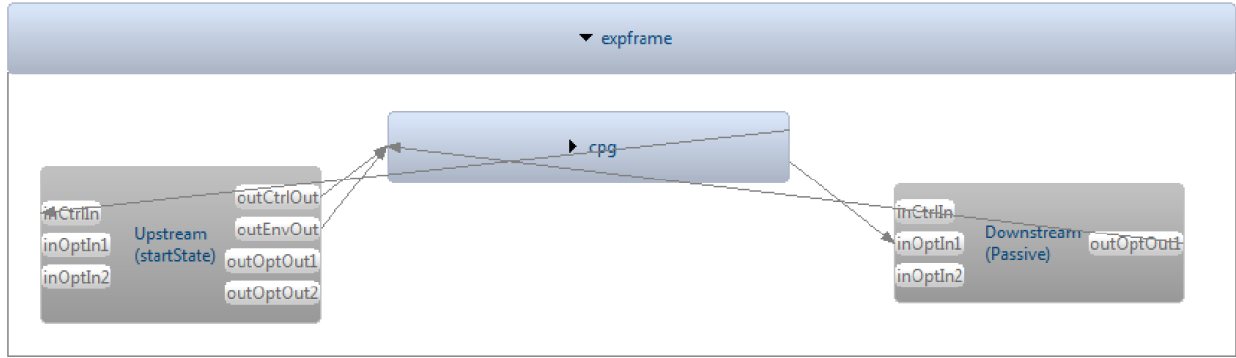 expframe
cpg
outCtrlOut
inCtrlIn
outEnvOut
Upstream
(startState)
inOptIn1
outOptOut1
inOptIn2
outOptOut2
inCtrlIn
Downstream
(Passive)
inOptIn1
outOptOut1
inOptIn2